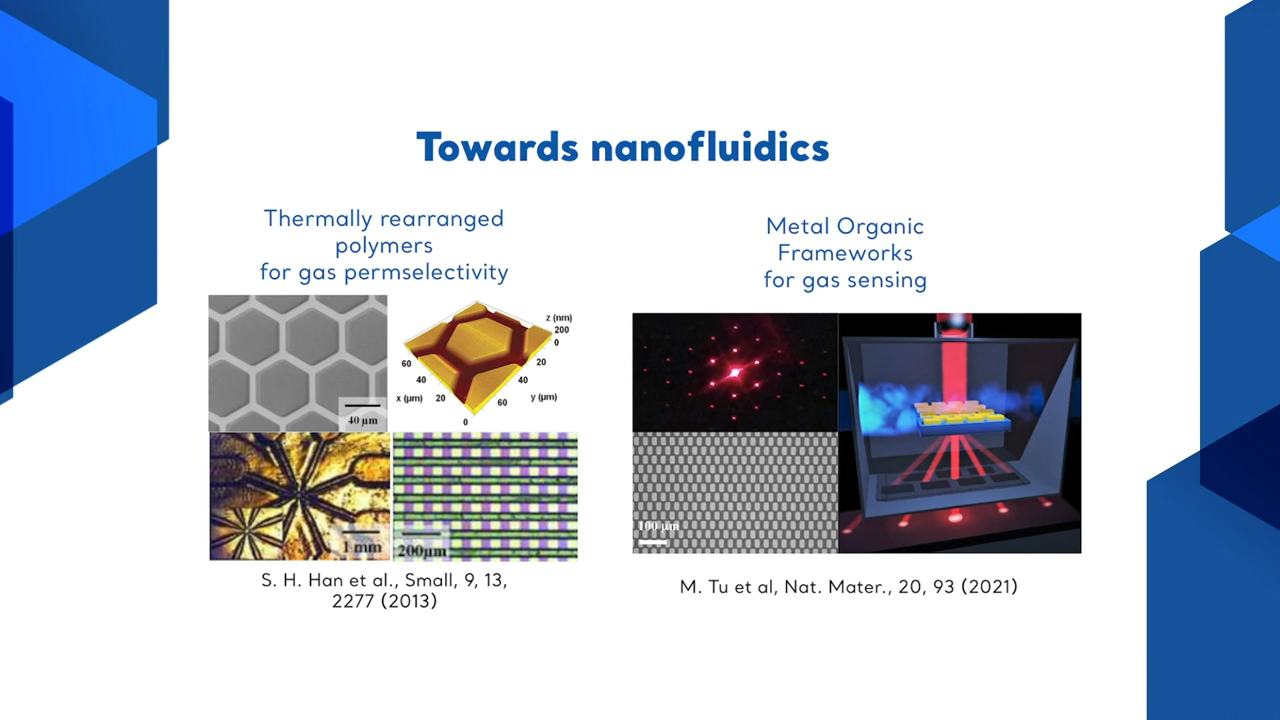 Towards nanofluidics
Thermally rearranged
polymers
for gas permselectivity
40 μm
z (nm)
200
0
60
40
20
x (μm)
0
20
40
60
y (μm)
1 mm
200μm
S. H. Han et al., Small, 9, 13,
2277 (2013)
Metal Organic
Frameworks
for gas sensing
100 μm
M. Tu et al, Nat. Mater., 20, 93 (2021)